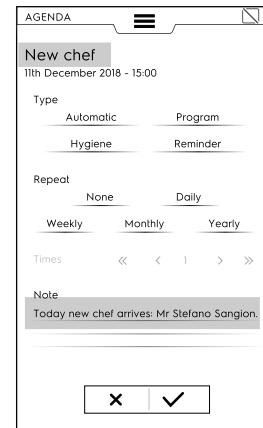 AGENDA
New chef
11th December 2018 - 15:00
Type
Automatic Program
Hygiene Reminder
Repeat
None Daily
Weekly Monthly Yearly
Times « < 1 > »
Note
Today new chef arrives: Mr Stefano Sangion.